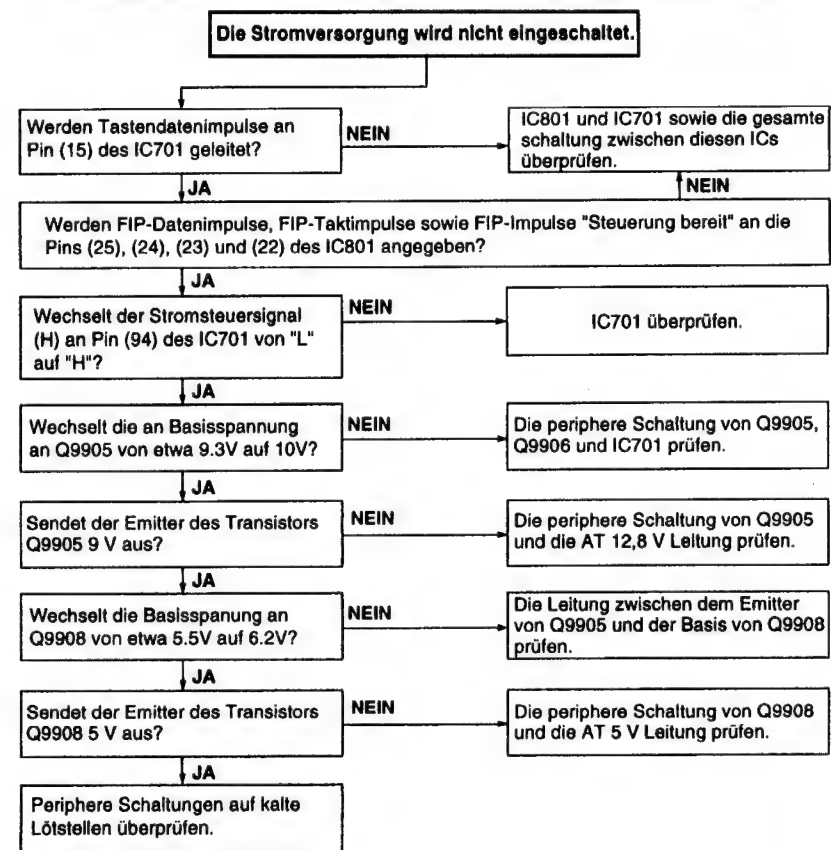 Die Stromversorgung wird nicht eingeschaltet.
Werden Tastendatenimpulse an
Pin (15) des IC701 geleitet?
NEIN
IC801 und IC701 sowie die gesamte
schaltung zwischen diesen ICs
überprüfen.
JA
NEIN
Werden FIP-Datenimpulse, FIP-Taktimpulse sowie FIP-Impulse "Steuerung bereit" an die
Pins (25), (24), (23) und (22) des IC801 angegeben?
JA
Wechselt der Stromsteuersignal
(H) an Pin (94) des IC701 von "L"
auf "H"?
NEIN
IC701 überprüfen.
JA
Wechselt die an Basisspannung
an Q9905 von etwa 9.3V auf 10V?
NEIN
Die periphere Schaltung von Q9905,
Q9906 und IC701 prüfen.
JA
Sendet der Emitter des Transistors
Q9905 9 V aus?
NEIN
Die periphere Schaltung von Q9905
und die AT 12,8 V Leitung prüfen.
JA
Wechselt die Basisspanung an
Q9908 von etwa 5.5V auf 6.2V?
NEIN
Die Leitung zwischen dem Emitter
von Q9905 und der Basis von Q9908
prüfen.
JA
Sendet der Emitter des Transistors
Q9908 5 V aus?
NEIN
Die periphere Schaltung von Q9908
und die AT 5 V Leitung prüfen.
JA
Periphere Schaltungen auf kalte
Lötstellen überprüfen.